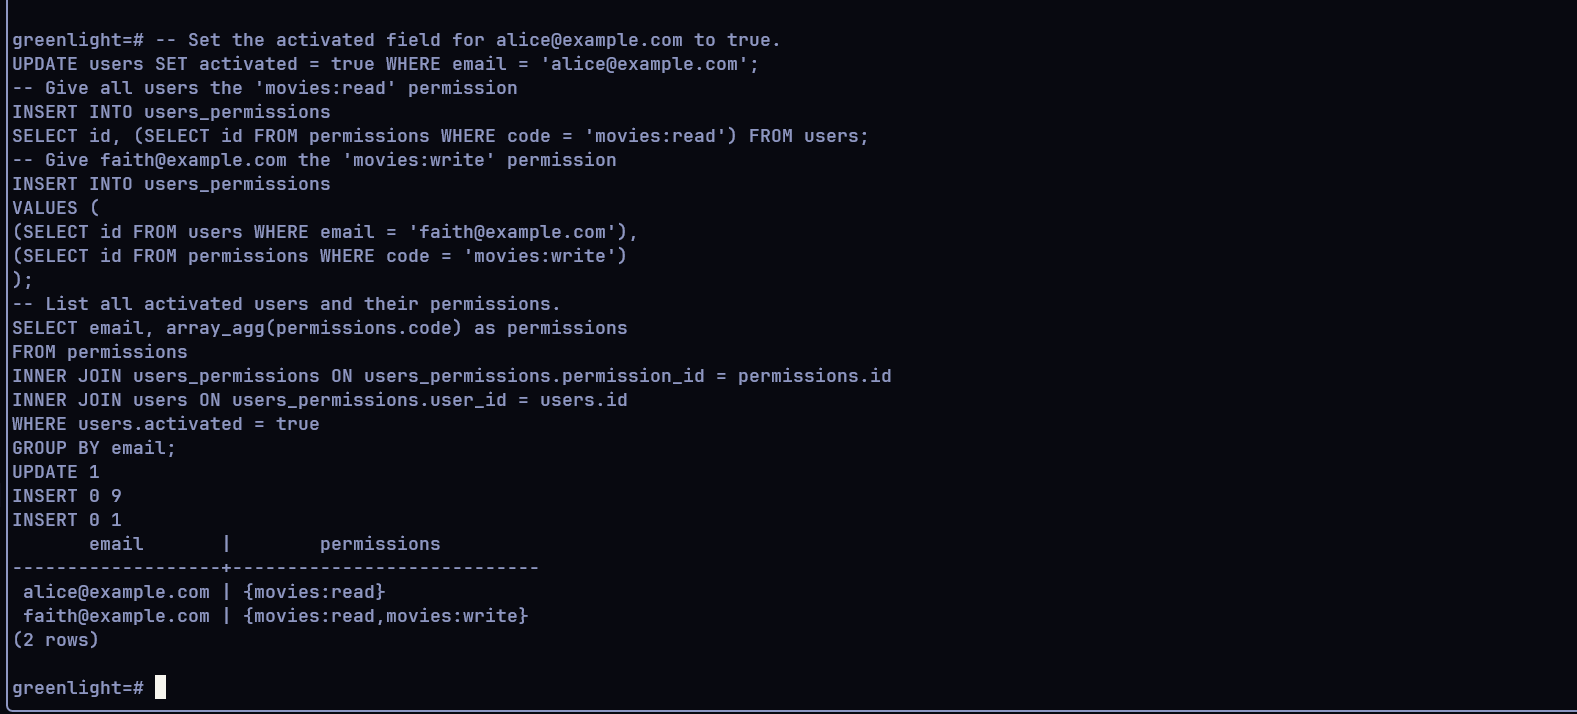 greenlight=# -- Set the activated field for alice@example.com to true.
UPDATE users SET activated = true WHERE email = 'alice@example.com';
-- Give all users the 'movies:read' permission
INSERT INTO users_permissions
SELECT id, (SELECT id FROM permissions WHERE code = 'movies:read') FROM users;
-- Give faith@example.com the 'movies:write' permission
INSERT INTO users_permissions
VALUES (
(SELECT id FROM users WHERE email = 'faith@example.com'),
(SELECT id FROM permissions WHERE code = 'movies:write')
);
-- List all activated users and their permissions.
SELECT email, array_agg(permissions.code) as permissions
FROM permissions
INNER JOIN users_permissions ON users_permissions.permission_id = permissions.id
INNER JOIN users ON users_permissions.user_id = users.id
WHERE users.activated = true
GROUP BY email;
UPDATE 1
INSERT 0 9
INSERT 0 1
       email       |        permissions
-------------------+----------------------------
 alice@example.com | {movies:read}
 faith@example.com | {movies:read,movies:write}
(2 rows)
greenlight=#